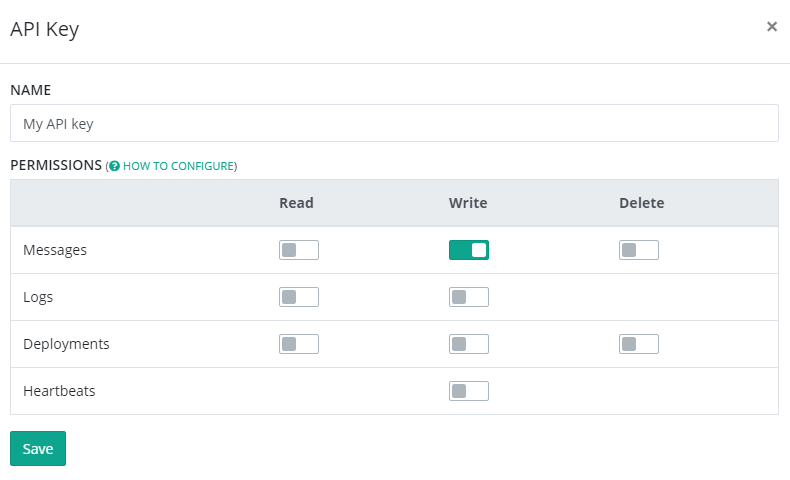 API Key ×
NAME
My API key
PERMISSIONS (? HOW TO CONFIGURE)
Read Write Delete
Messages
Logs
Deployments
Heartbeats
Save